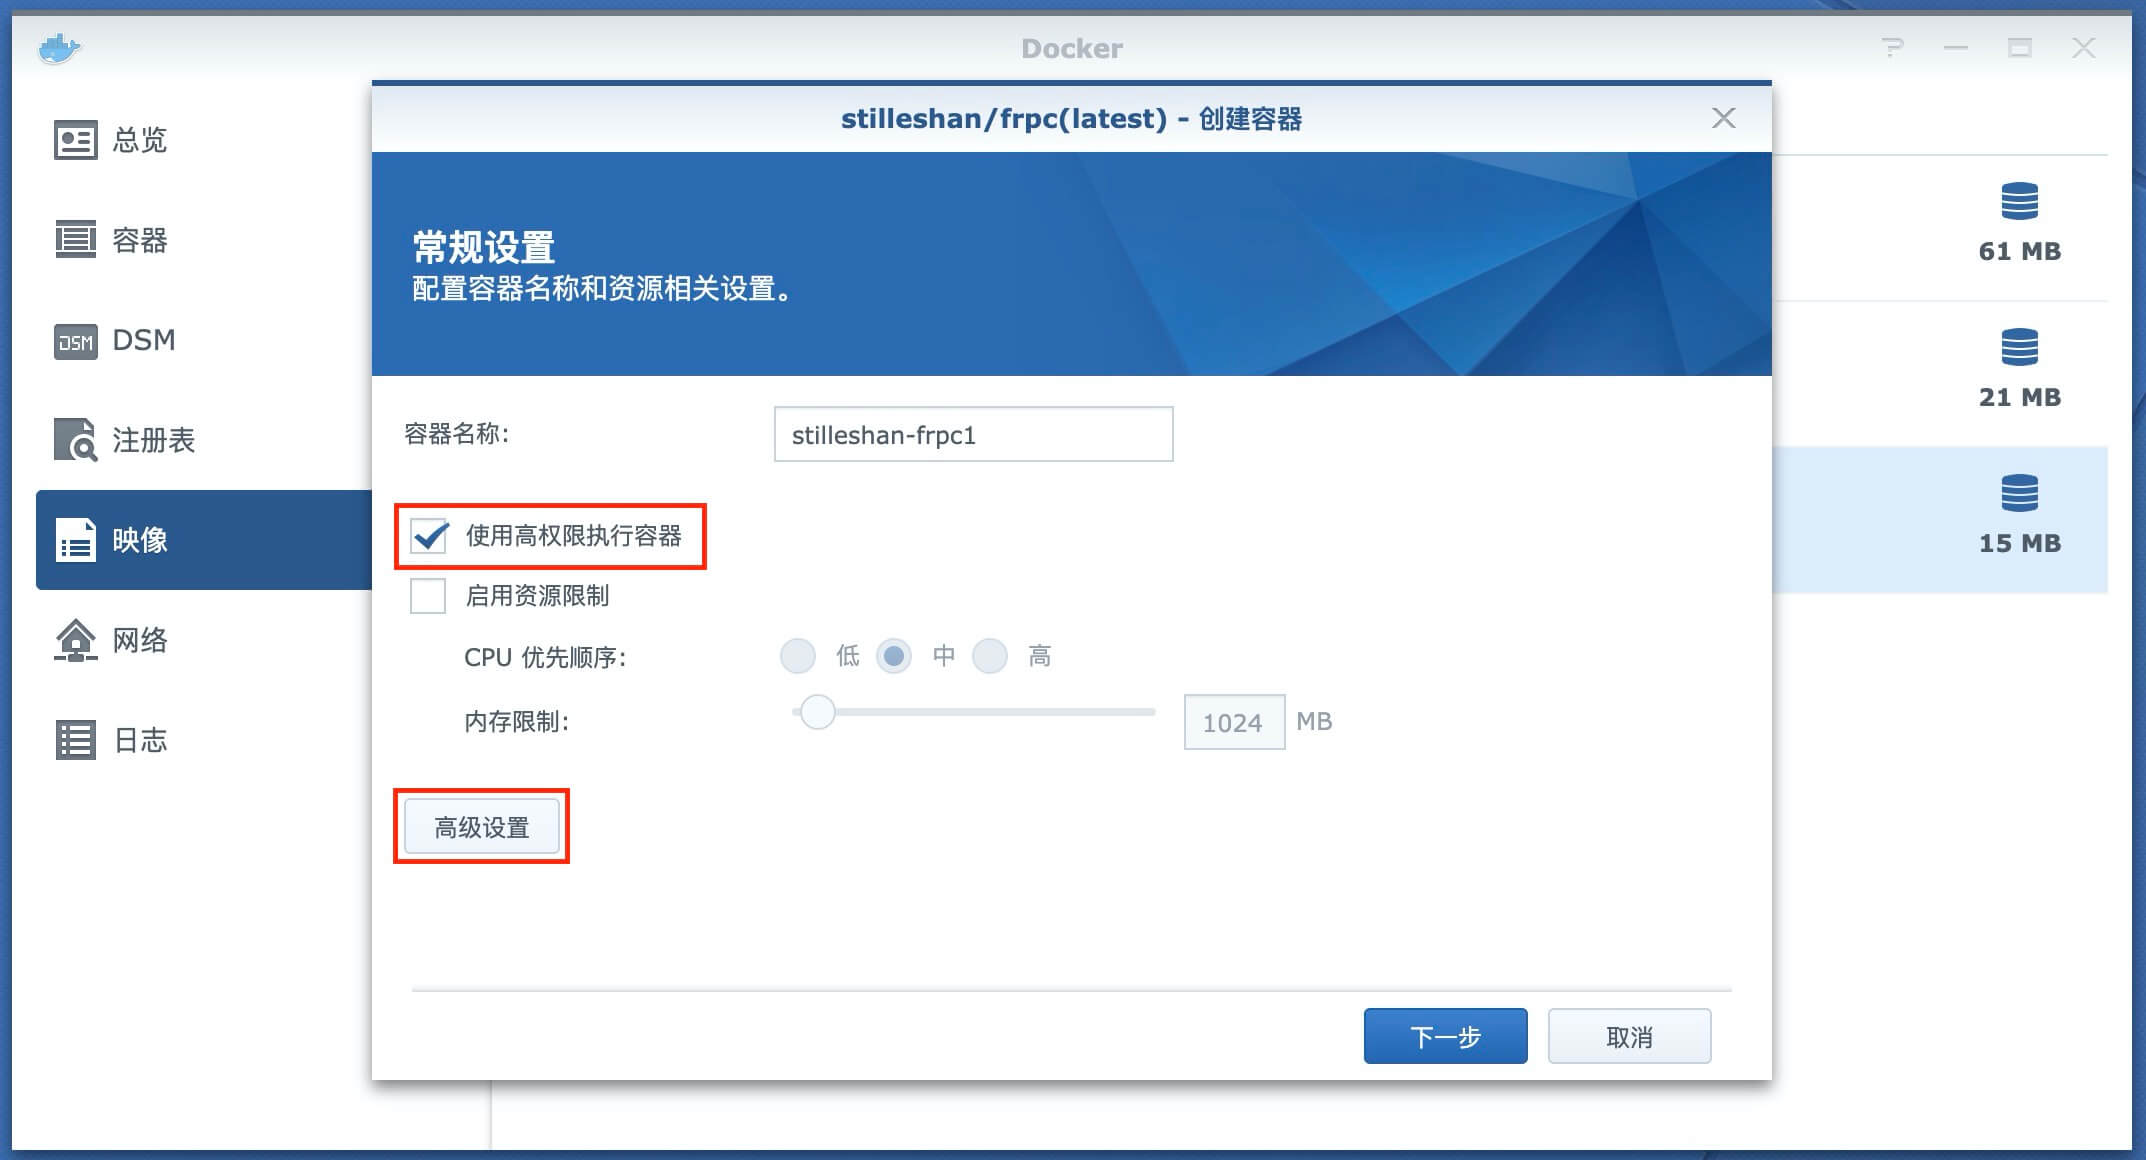 Docker
总览
容器
DSM
DSM
注册表
映像
网络
日志
stilleshan/frpc(latest) - 创建容器
常规设置
配置容器名称和资源相关设置。
容器名称:
stilleshan-frpc1
使用高权限执行容器
启用资源限制
CPU 优先顺序:
低 中 高
内存限制:
1024 MB
高级设置
下一步 取消
61 MB
21 MB
15 MB